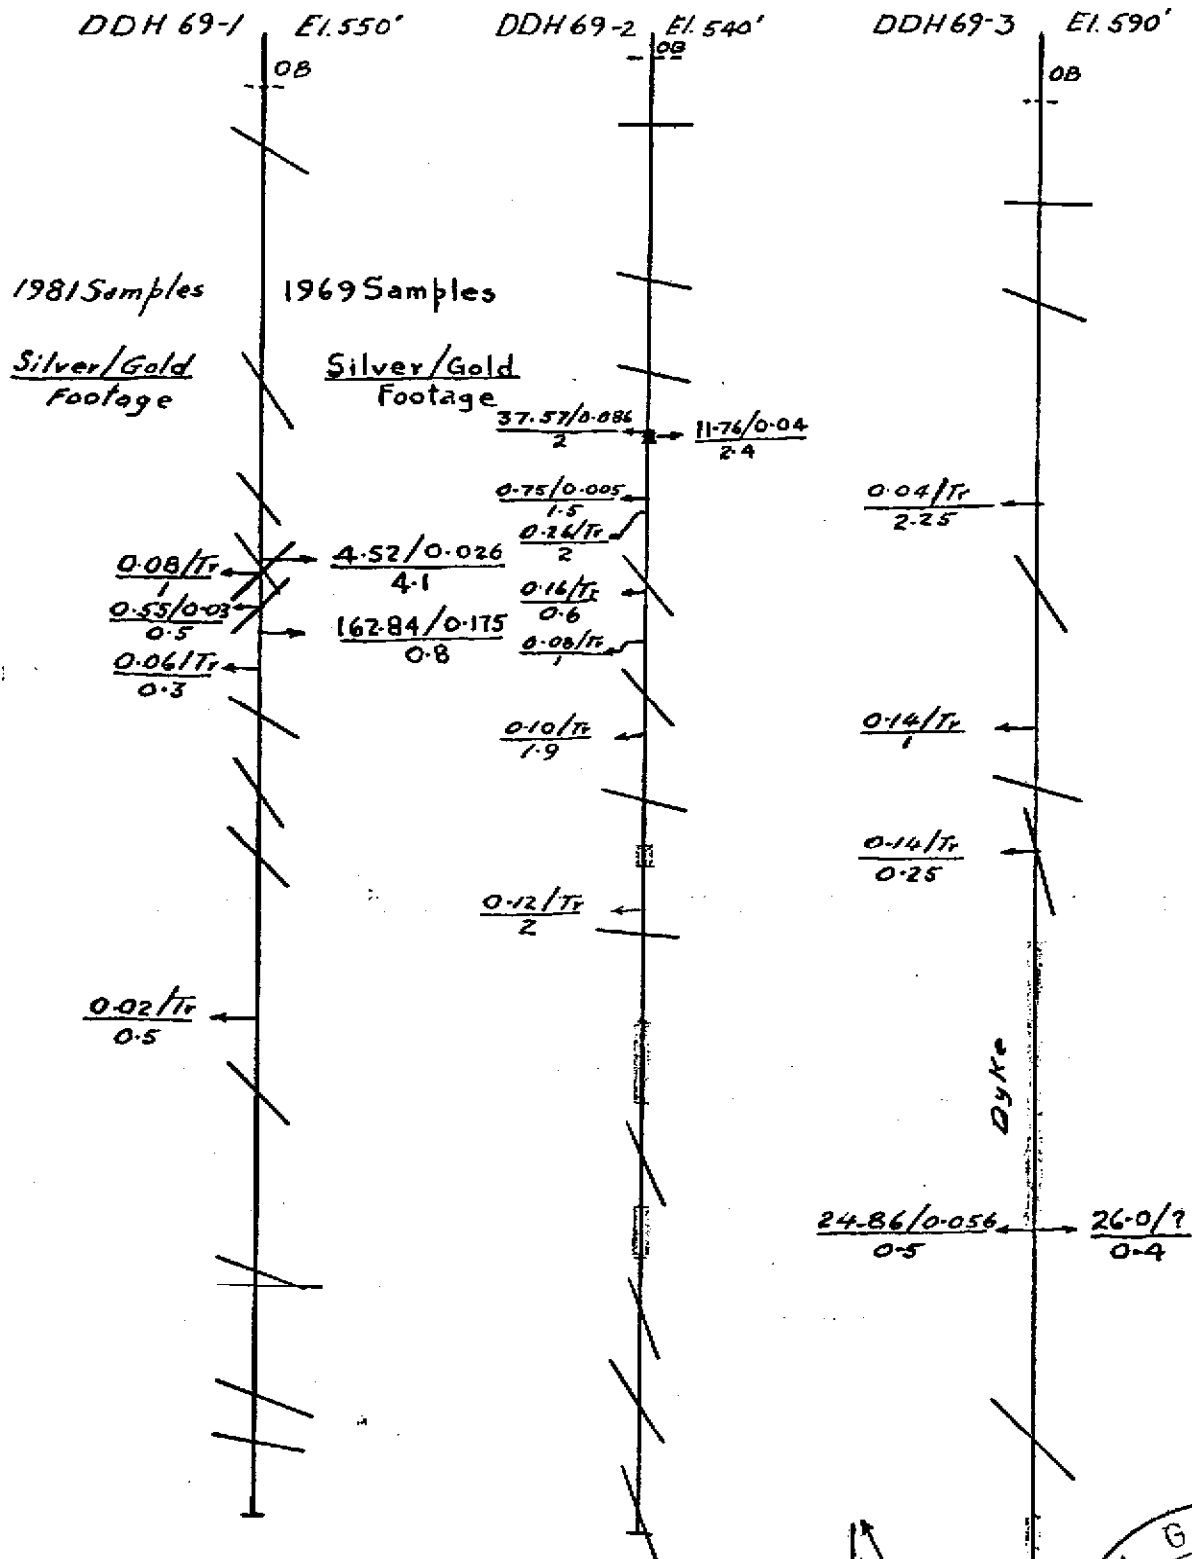 DDH 69-1 El. 550'
OB
1981 Samples
1969 Samples
Silver/Gold
Footage
Silver/Gold
Footage
0.08/Tr
1
4.52/0.026
4.1
0.55/0.03
0.5
162.84/0.175
0.8
0.06/Tr
0.3
0.02/Tr
0.5
DDH 69-2 El. 540'
OB
37.57/0.086
2
11.76/0.04
2.4
0.75/0.005
1.5
0.26/Tr
2
0.16/Tr
0.6
0.08/Tr
1
0.10/Tr
1.9
0.12/Tr
2
DDH 69-3 El. 590'
OB
0.04/Tr
2.25
0.14/Tr
1
0.14/Tr
0.25
Dyke
24.86/0.056
0.5
26.0/?
0.4
G